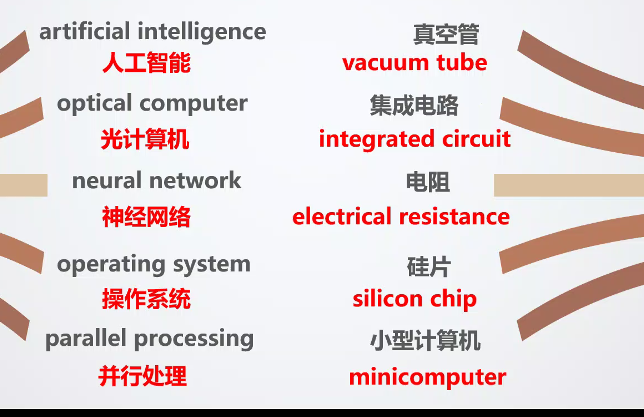 artificial intelligence
人工智能
optical computer
光计算机
neural network
神经网络
operating system
操作系统
parallel processing
并行处理
真空管
vacuum tube
集成电路
integrated circuit
电阻
electrical resistance
硅片
silicon chip
小型计算机
minicomputer